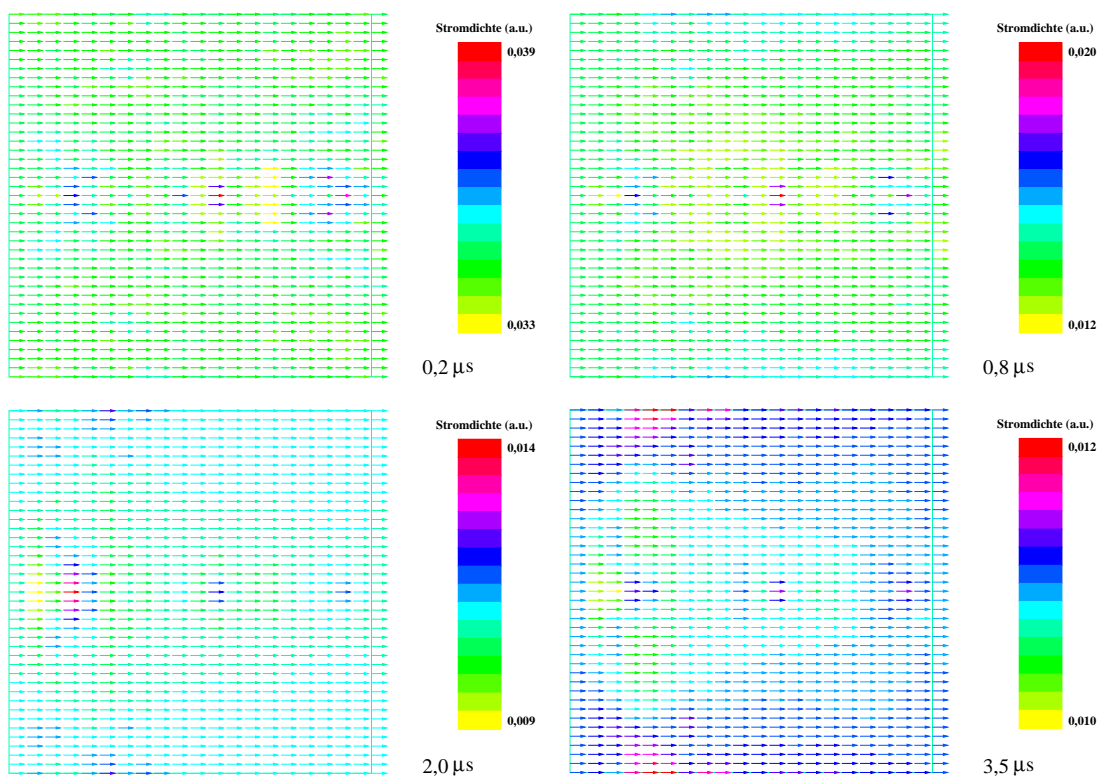 Stromdichte (a.u.)
0,039
0,033
0,2 µs
Stromdichte (a.u.)
0,020
0,012
0,8 µs
Stromdichte (a.u.)
0,014
0,009
2,0 µs
Stromdichte (a.u.)
0,012
0,010
3,5 µs